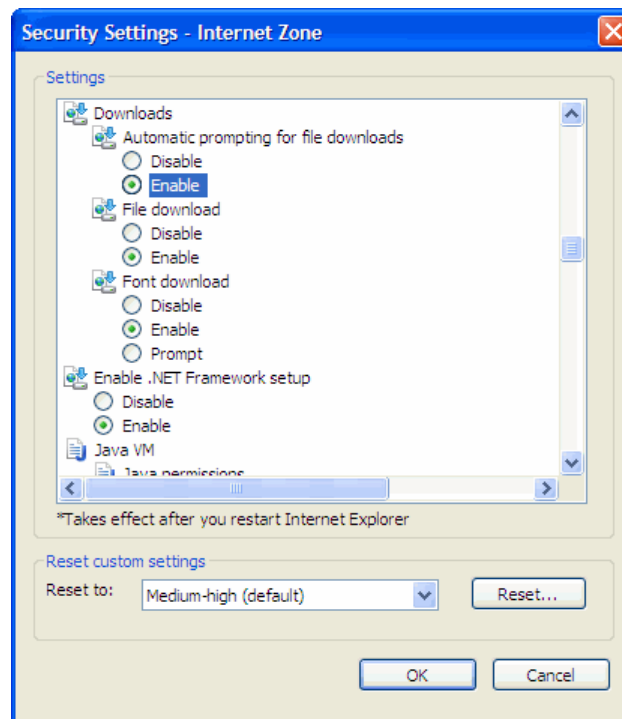 Security Settings - Internet Zone
Settings
Downloads
Automatic prompting for file downloads
Disable
Enable
File download
Disable
Enable
Font download
Disable
Enable
Prompt
Enable .NET Framework setup
Disable
Enable
Java VM
Java permissions
*Takes effect after you restart Internet Explorer
Reset custom settings
Reset to: Medium-high (default) Reset...
OK Cancel